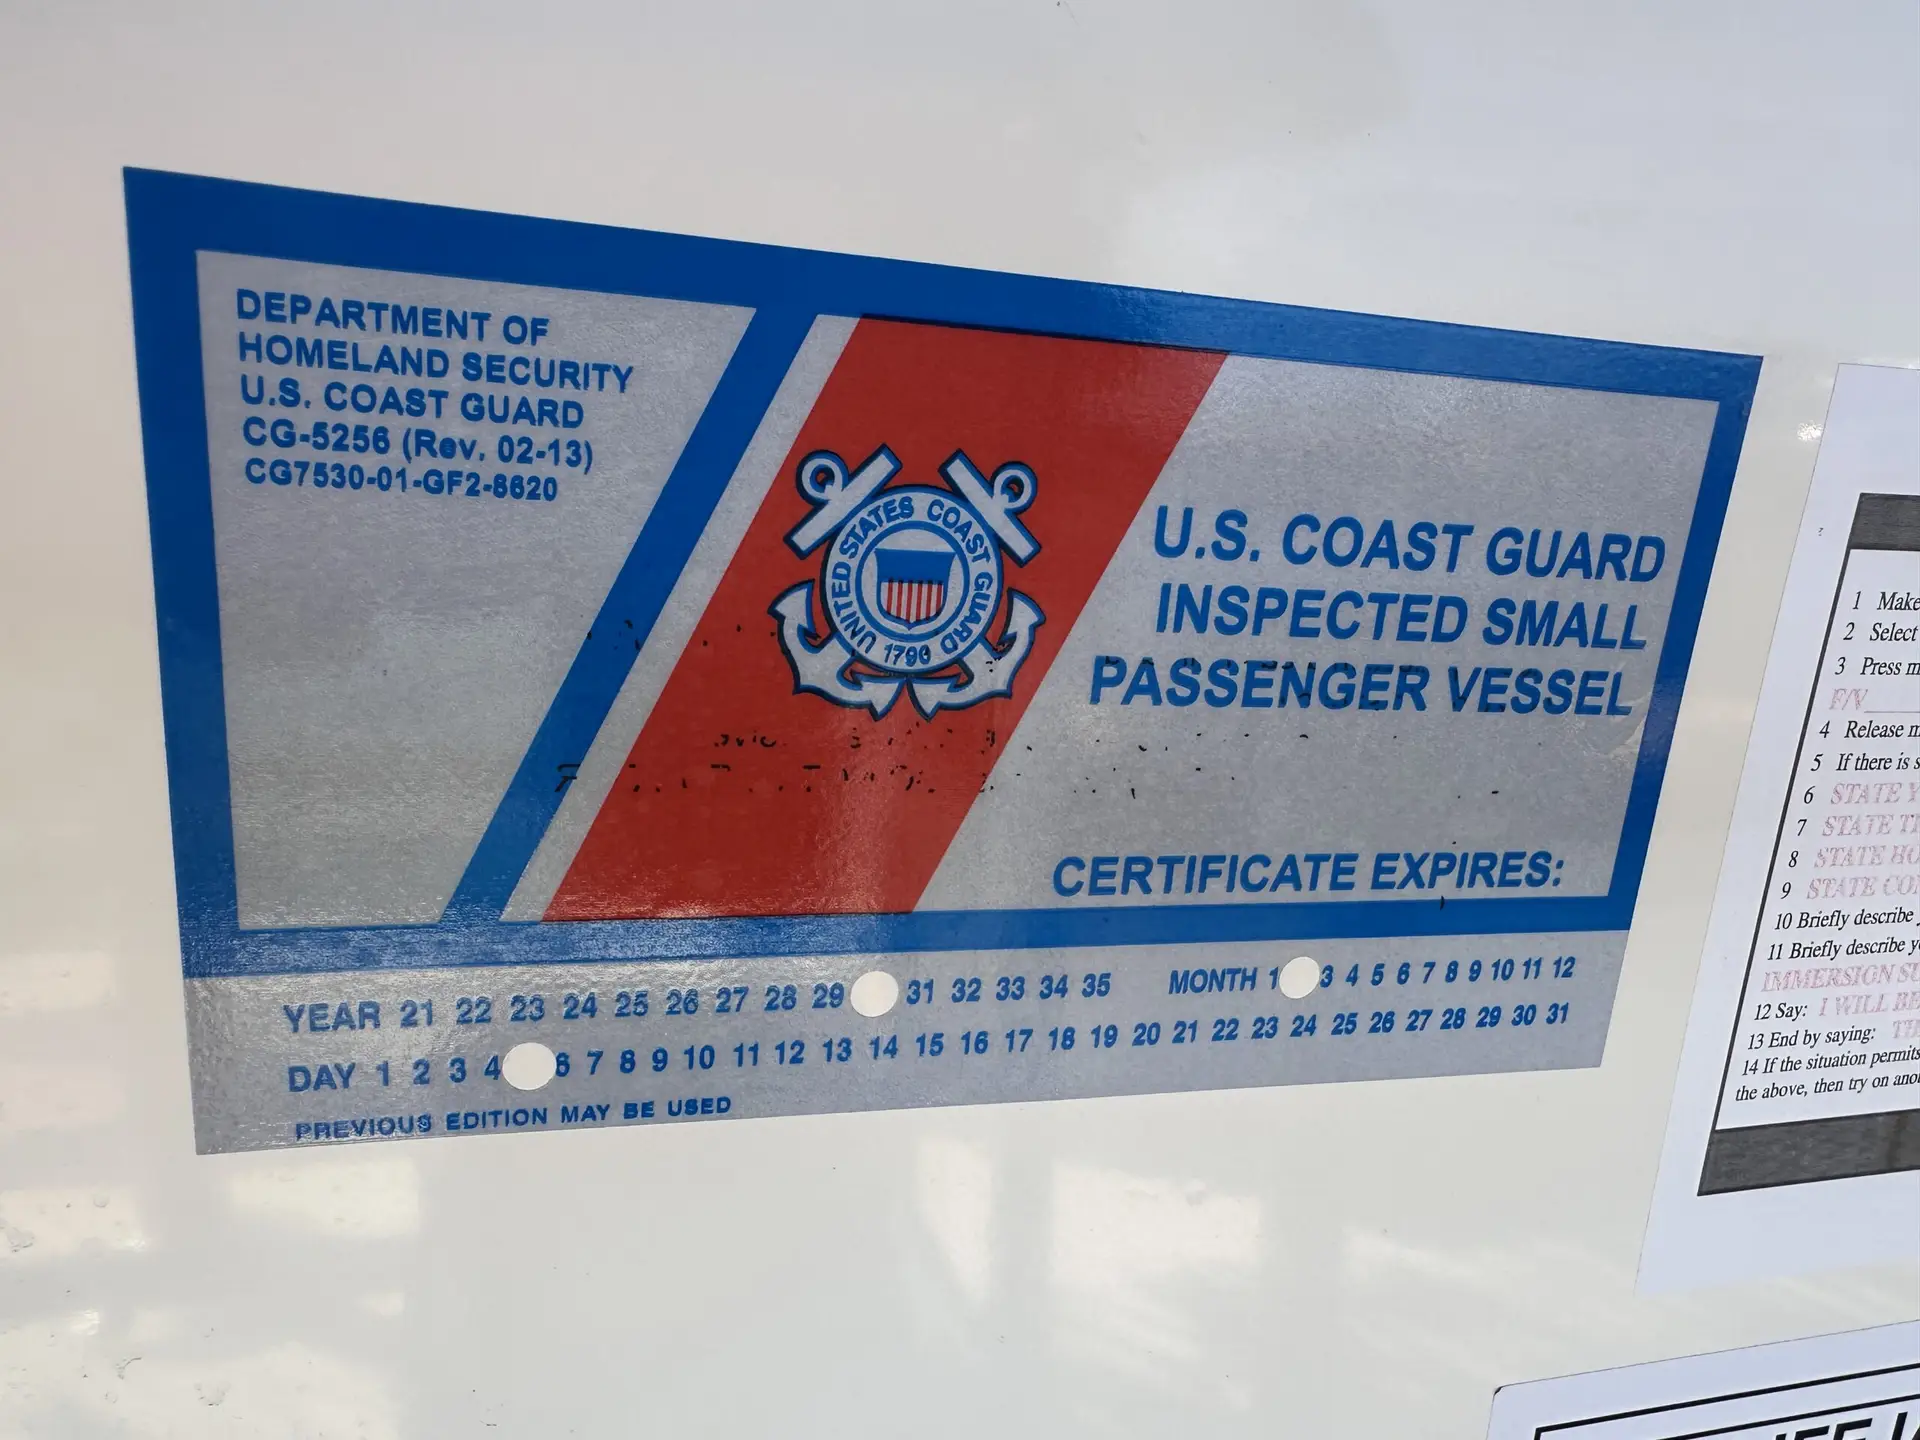 DEPARTMENT OF
HOMELAND SECURITY
U.S. COAST GUARD
CG-5256 (Rev. 02-13)
CG7530-01-GF2-8620
UNITED STATES COAST GUARD
1790
U.S. COAST GUARD
INSPECTED SMALL
PASSENGER VESSEL
CERTIFICATE EXPIRES:
YEAR 21 22 23 24 25 26 27 28 29 31 32 33 34 35 MONTH 1 3 4 5 6 7 8 9 10 11 12
DAY 1 2 3 4 6 7 8 9 10 11 12 13 14 15 16 17 18 19 20 21 22 23 24 25 26 27 28 29 30 31
PREVIOUS EDITION MAY BE USED
1 Make
2 Select
3 Press
F/V
4 Release
5 If there is
6 STATE
7 STATE
8 STATE
9 STATE
10 Briefly describe
11 Briefly describe
IMMERSION
12 Say: I WILL BE
13 End by saying:
14 If the situation permits
the above, then try on